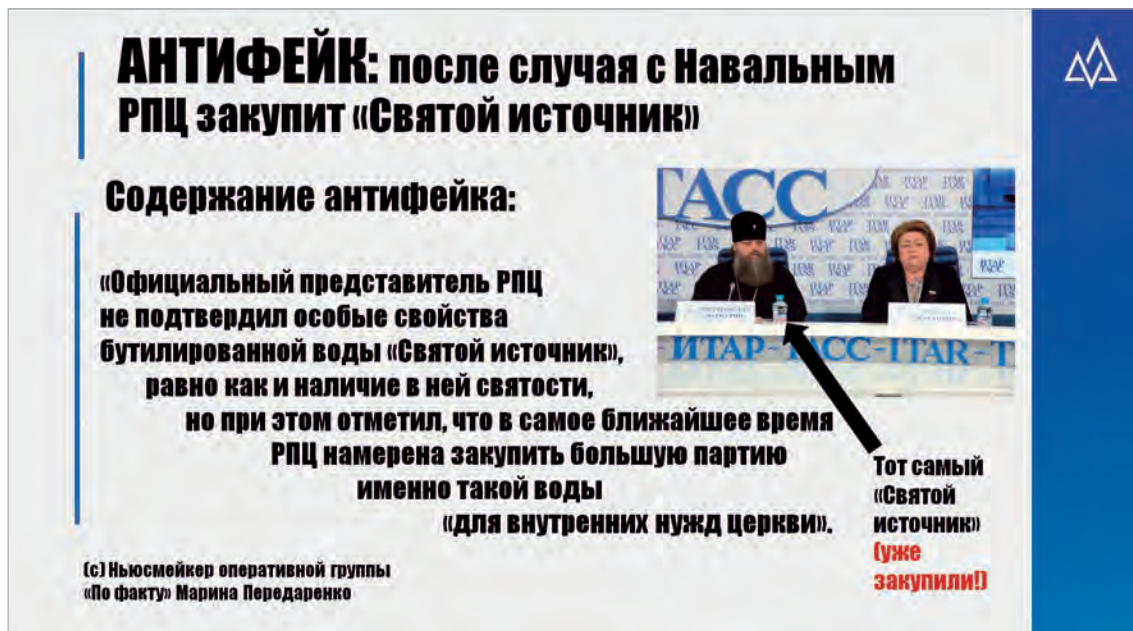 АНТИФЕЙК: после случая с Навальным
РПЦ закупит «Святой источник»
Содержание антифейка:
«Официальный представитель РПЦ
не подтвердил особые свойства
бутилированной воды «Святой источник»,
равно как и наличие в ней святости,
но при этом отметил, что в самое ближайшее время
РПЦ намерена закупить большую партию
именно такой воды
«для внутренних нужд церкви».
(с) Ньюсмейкер оперативной группы
«По факту» Марина Передаренко
ТАСС
ИТАР-ТАСС-ITAR-T
Тот самый
«Святой
источник»
(уже
закупили!)